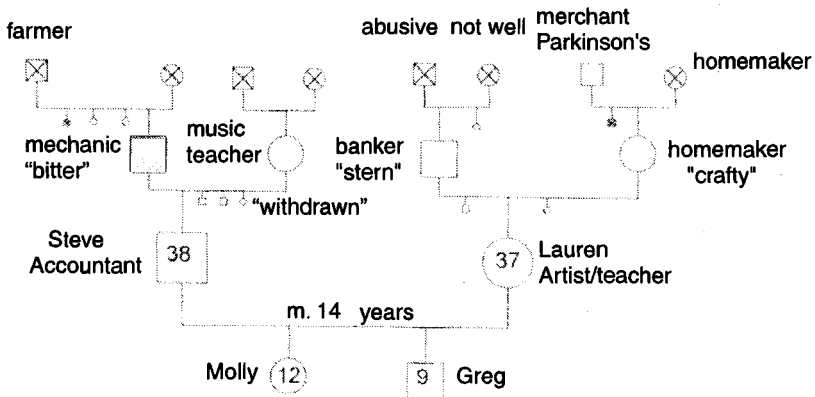 farmer
abusive not well
merchant
Parkinson's
homemaker
mechanic
"bitter"
music
teacher
banker
"stern"
homemaker
"crafty"
"withdrawn"
Steve
Accountant
38
37
Lauren
Artist/teacher
m. 14 years
Molly
12
9
Greg